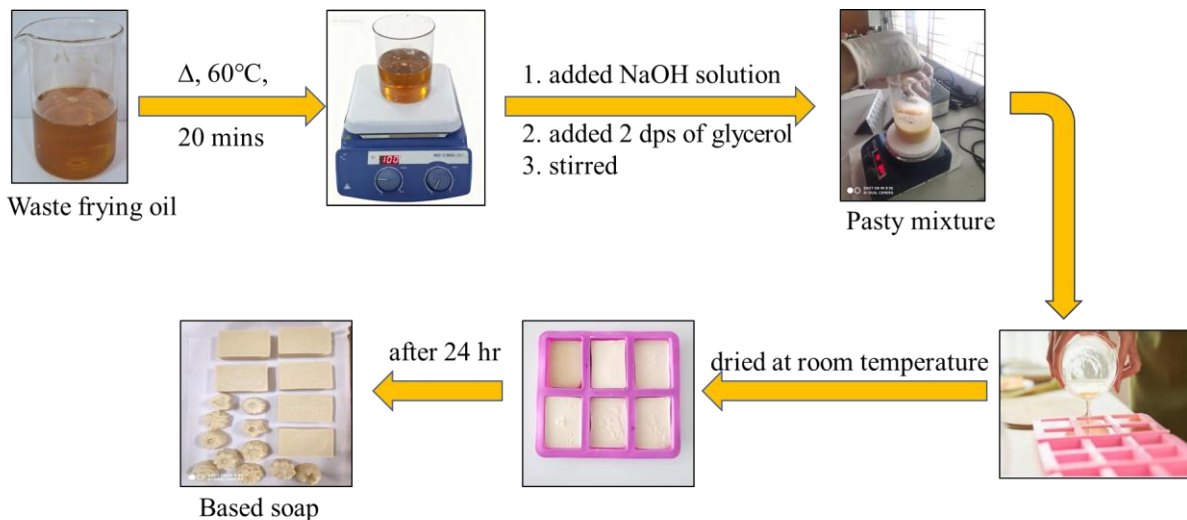 Δ, 60℃,
20 mins
Waste frying oil
100
1. added NaOH solution
2. added 2 dps of glycerol
3. stirred
Pasty mixture
dried at room temperature
after 24 hr
Based soap